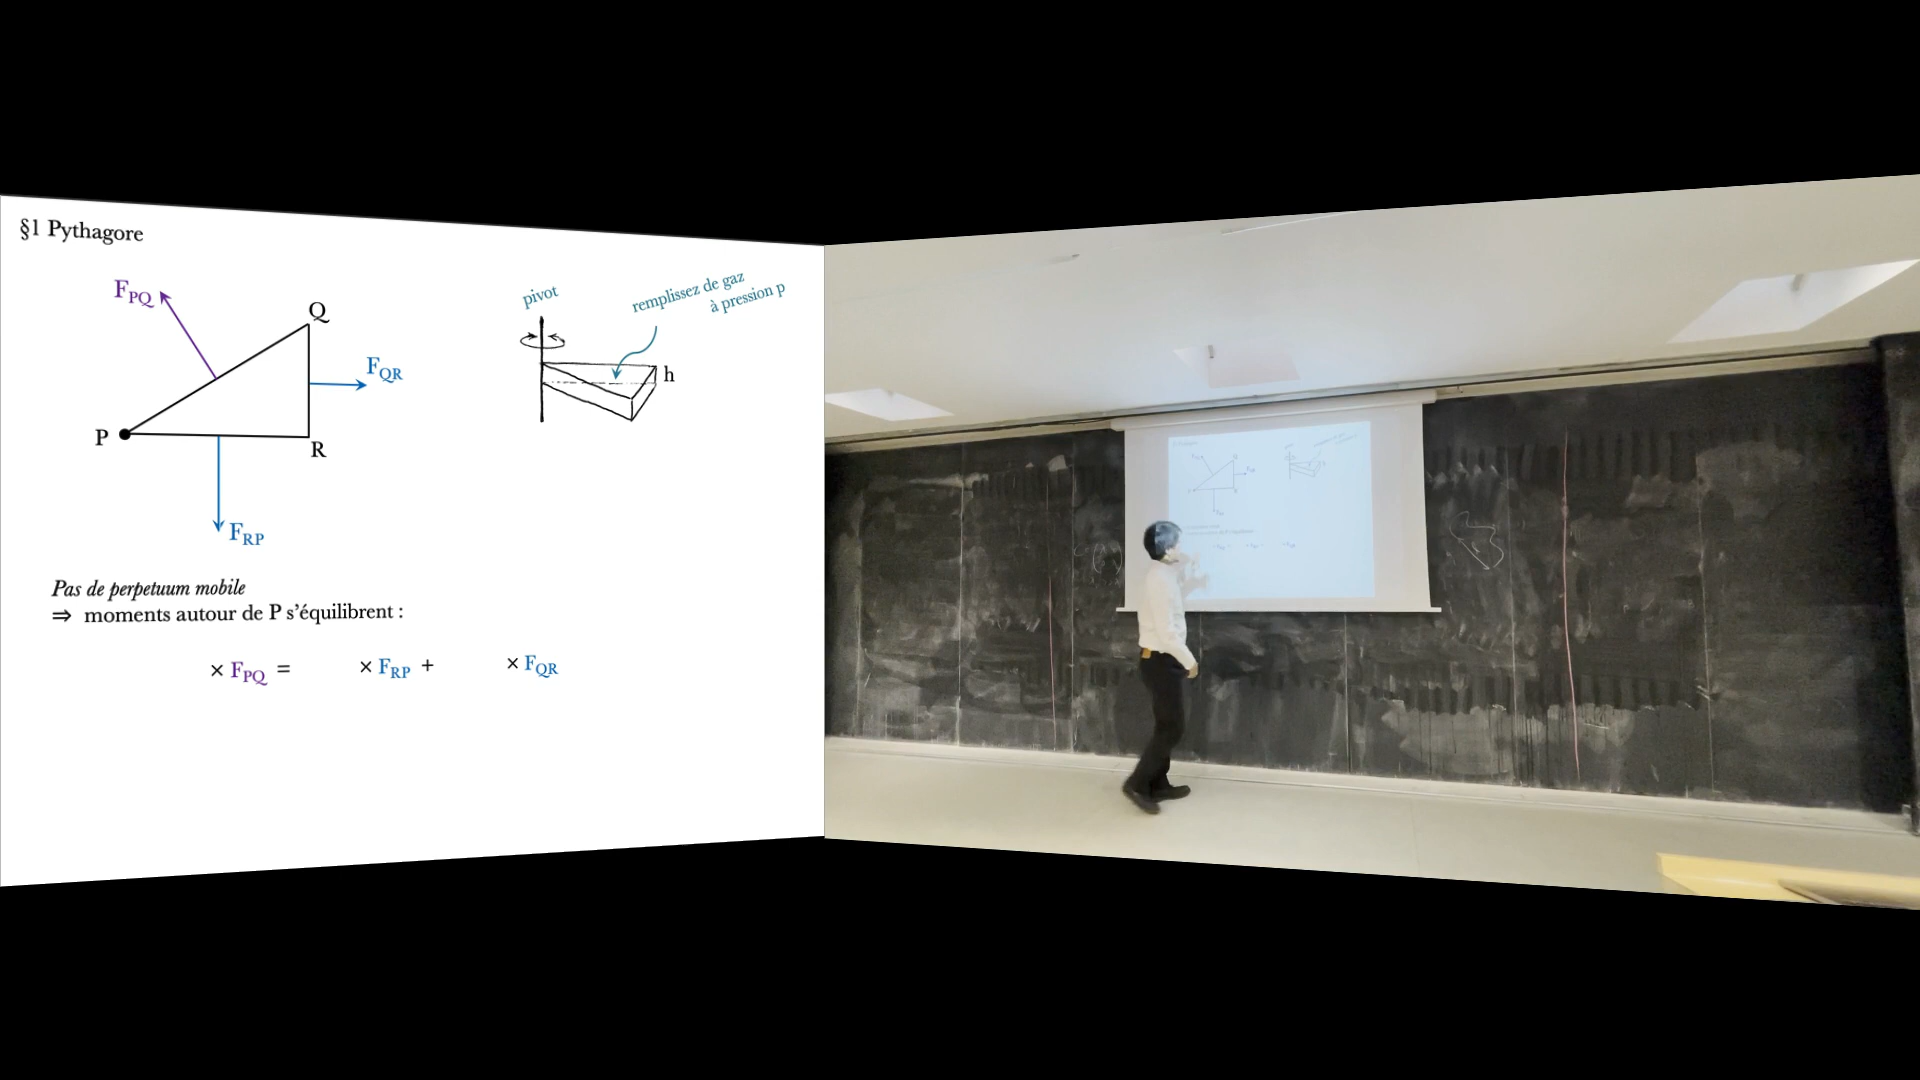 §1 Pythagore
F_PQ
Q
F_QR
P
R
F_RP
pivot
remplissez de gaz
à pression p
h
Pas de perpetuum mobile
⇒ moments autour de P s'équilibrent :
× F_PQ = × F_RP + × F_QR